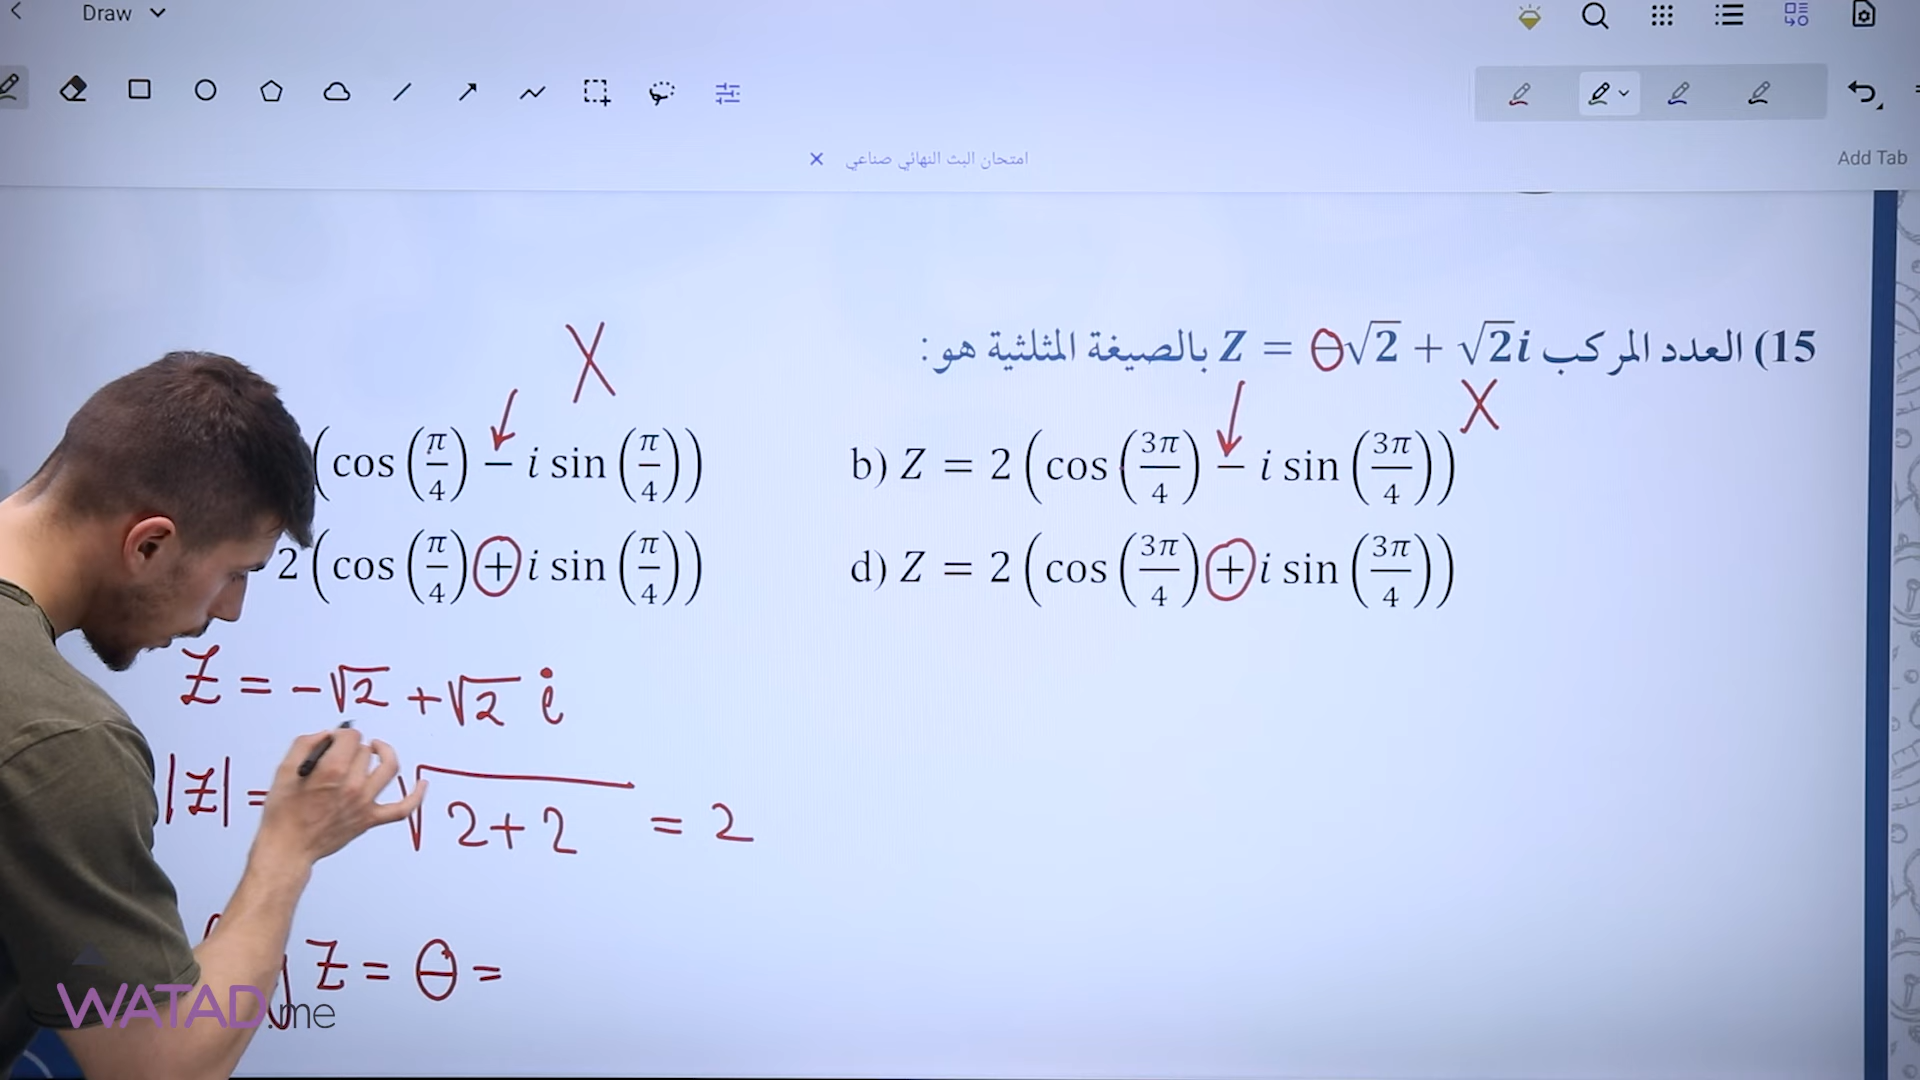 Draw
امتحان البث النهائي صناعي
Add Tab
15) العدد المركب Z = -√2 + √2i بالصيغة المثلثية هو :
(cos(π/4) − i sin(π/4))
b) Z = 2(cos(3π/4) − i sin(3π/4))
2(cos(π/4) + i sin(π/4))
d) Z = 2(cos(3π/4) + i sin(3π/4))
X
X
Z = -√2 + √2 i
|Z| = √2+2 = 2
Z = θ =
WATAD.me